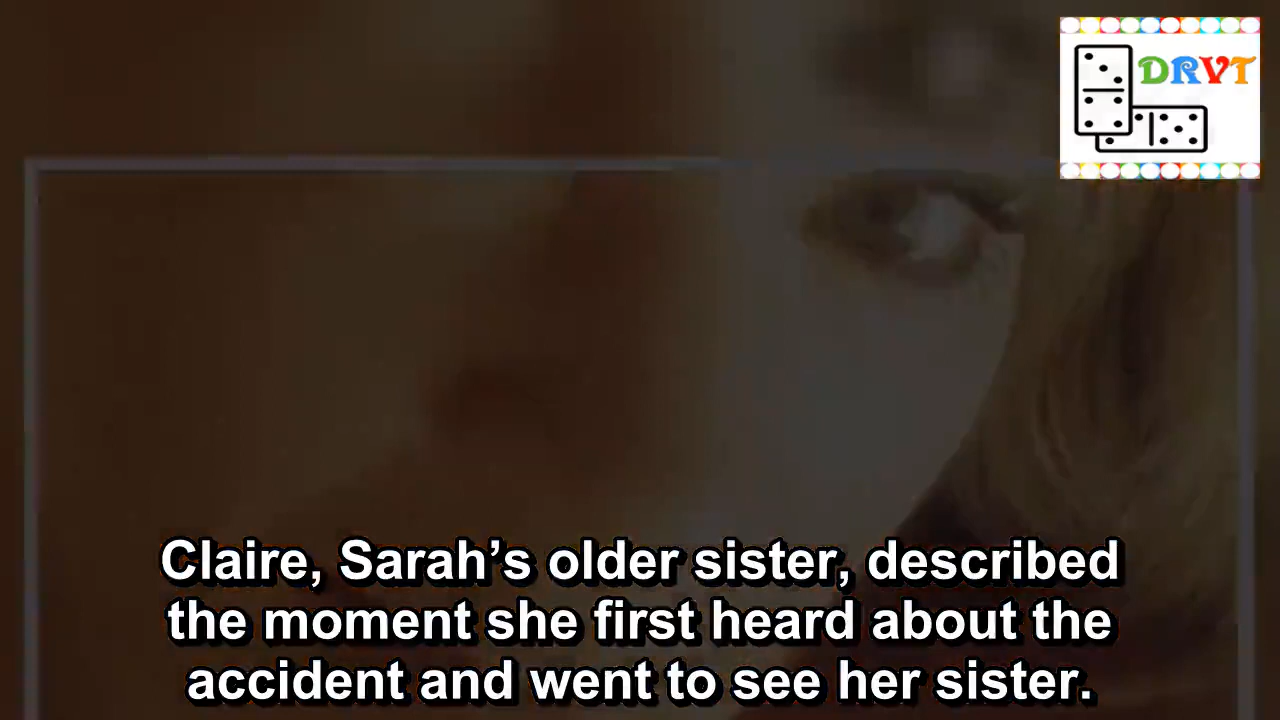 DRVT
Claire, Sarah’s older sister, described
the moment she first heard about the
accident and went to see her sister.